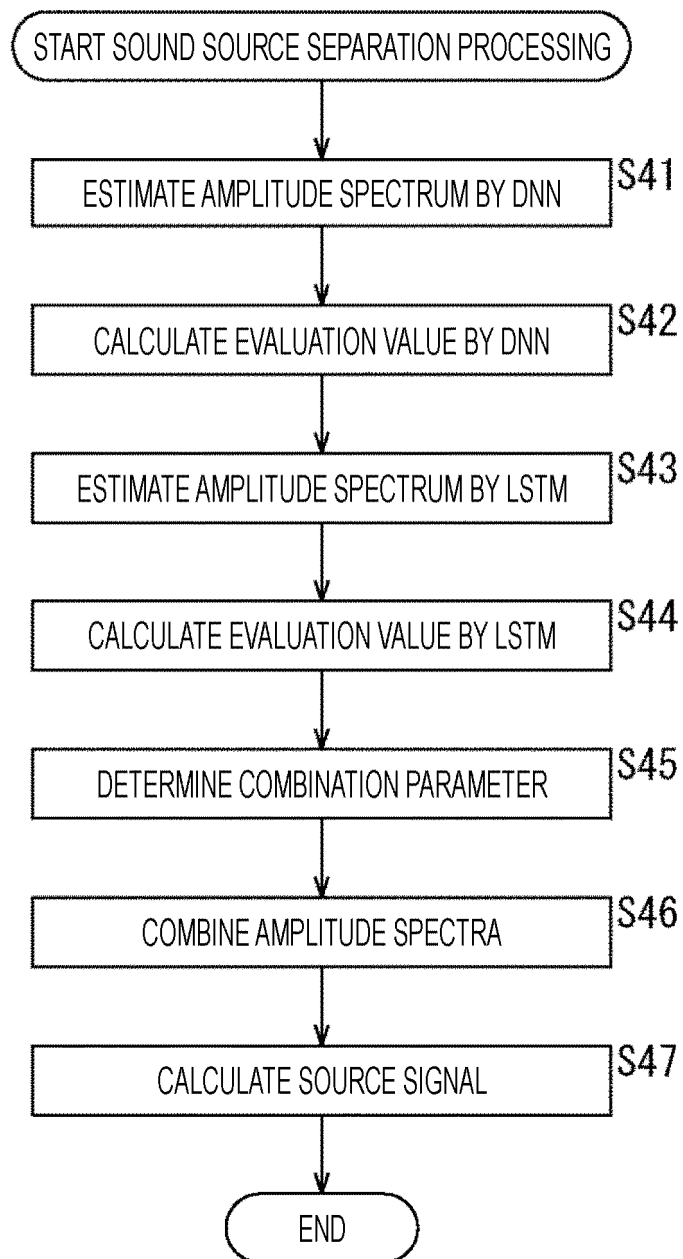 START SOUND SOURCE SEPARATION PROCESSING
S41
ESTIMATE AMPLITUDE SPECTRUM BY DNN
S42
CALCULATE EVALUATION VALUE BY DNN
S43
ESTIMATE AMPLITUDE SPECTRUM BY LSTM
S44
CALCULATE EVALUATION VALUE BY LSTM
S45
DETERMINE COMBINATION PARAMETER
S46
COMBINE AMPLITUDE SPECTRA
S47
CALCULATE SOURCE SIGNAL
END